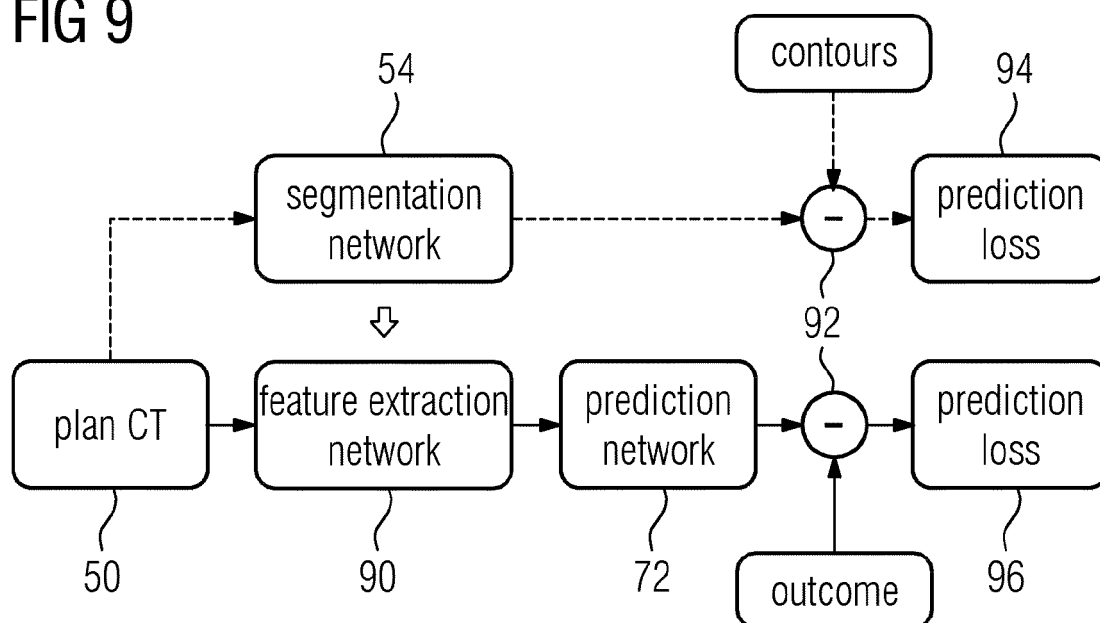 FIG 9
54
contours
94
segmentation
network
-
prediction
loss
92
plan CT
feature extraction
network
prediction
network
-
prediction
loss
50
90
72
outcome
96